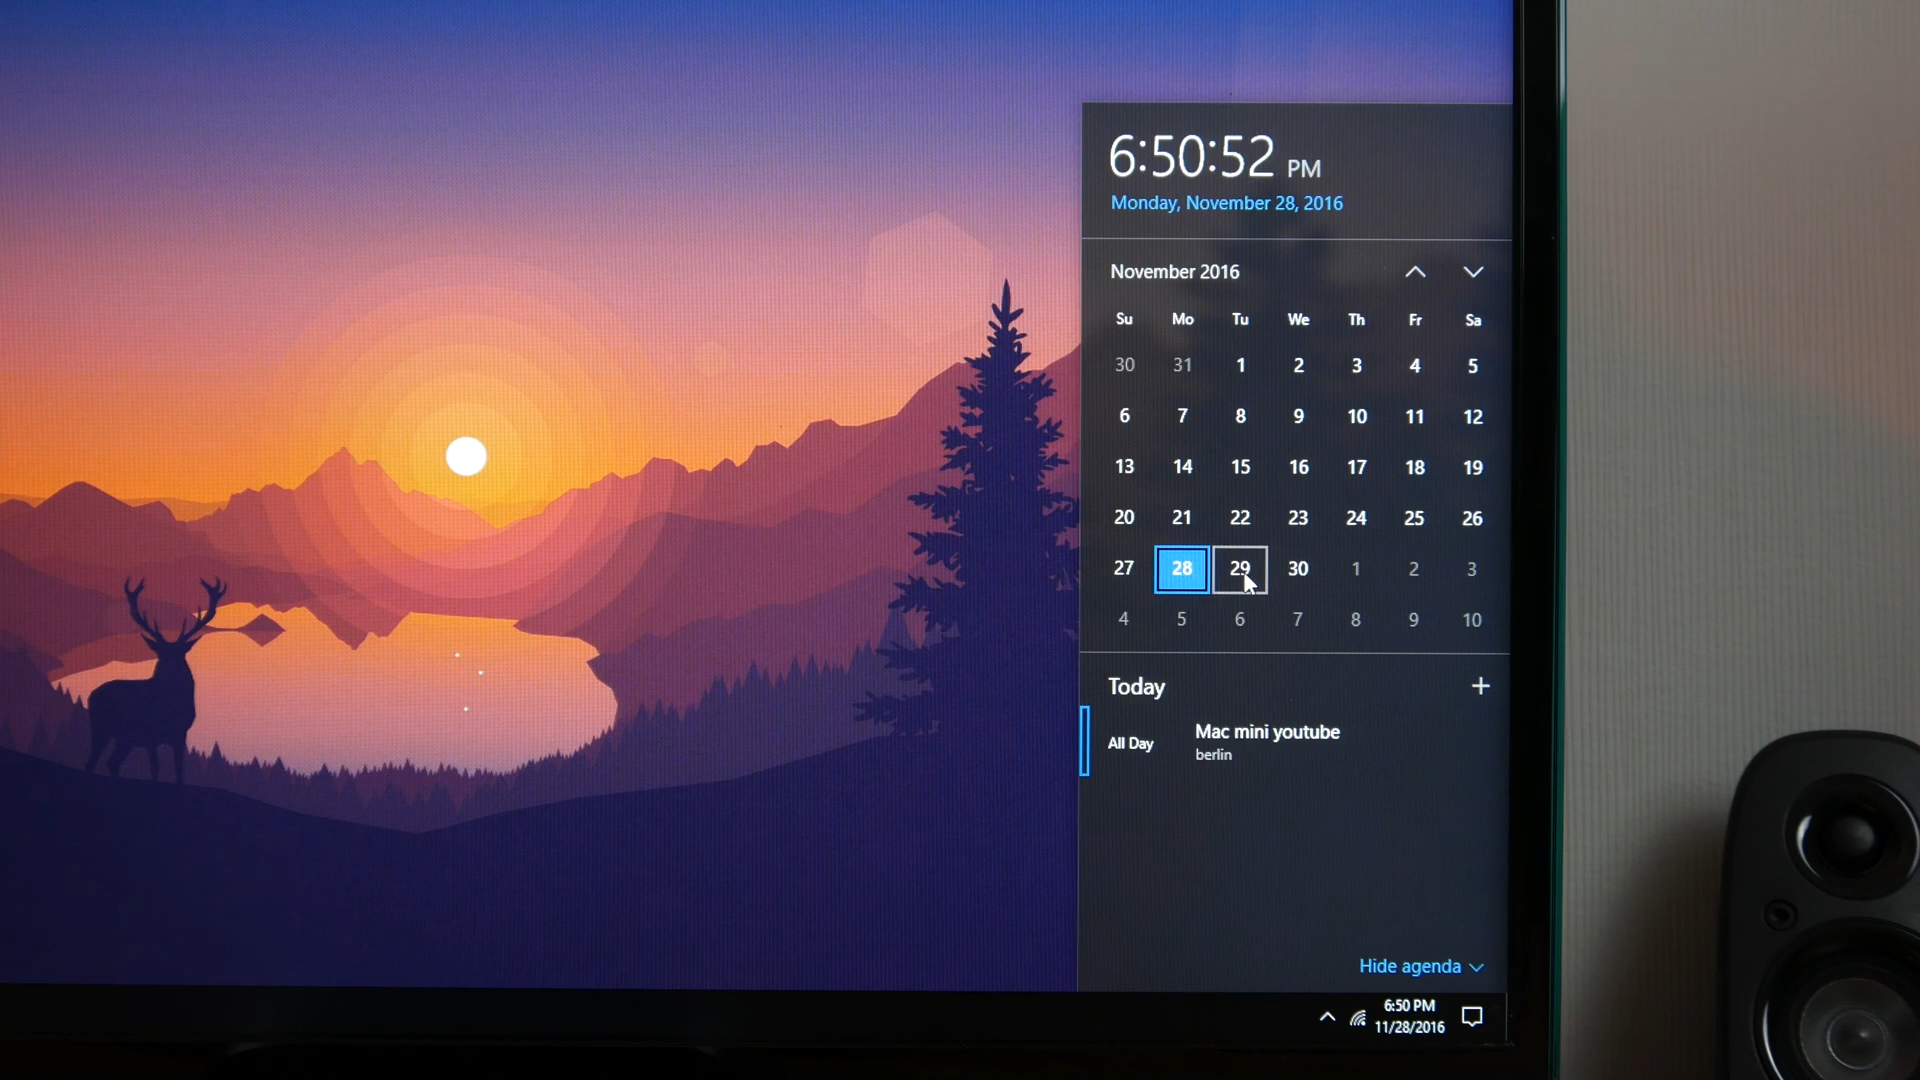 6:50:52 PM
Monday, November 28, 2016
November 2016
Su Mo Tu We Th Fr Sa
30 31 1 2 3 4 5
6 7 8 9 10 11 12
13 14 15 16 17 18 19
20 21 22 23 24 25 26
27 28 29 30 1 2 3
4 5 6 7 8 9 10
Today +
All Day Mac mini youtube
berlin
Hide agenda
6:50 PM
11/28/2016